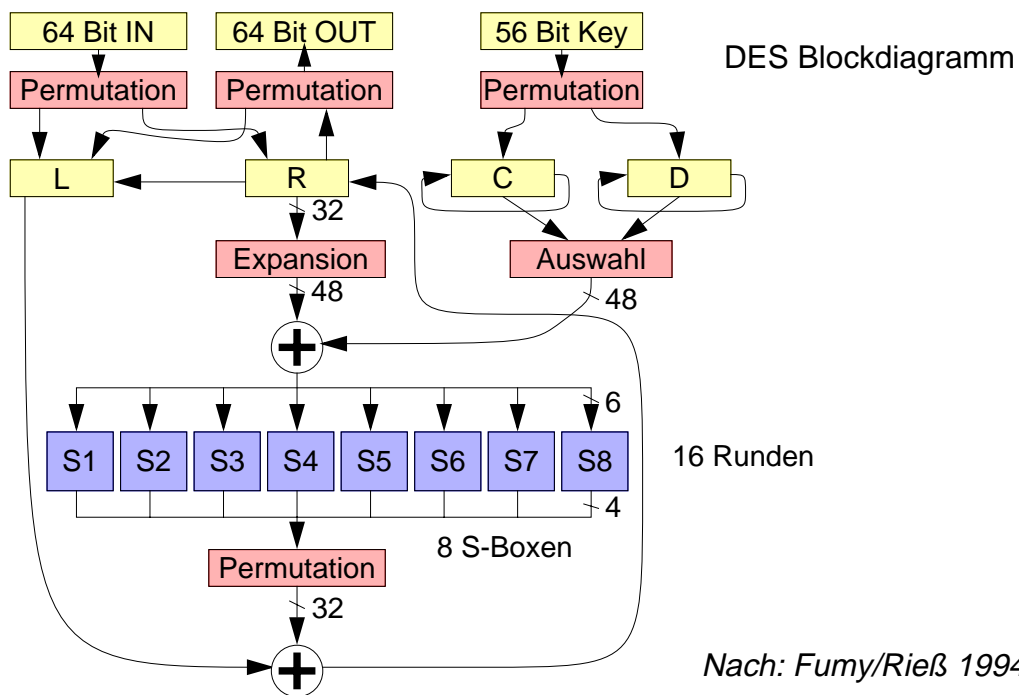 64 Bit IN
64 Bit OUT
56 Bit Key
DES Blockdiagramm
Permutation
Permutation
Permutation
L
R
C
D
32
Expansion
Auswahl
48
48
6
S1
S2
S3
S4
S5
S6
S7
S8
16 Runden
4
8 S-Boxen
Permutation
32
Nach: Fumy/Rieß 1994